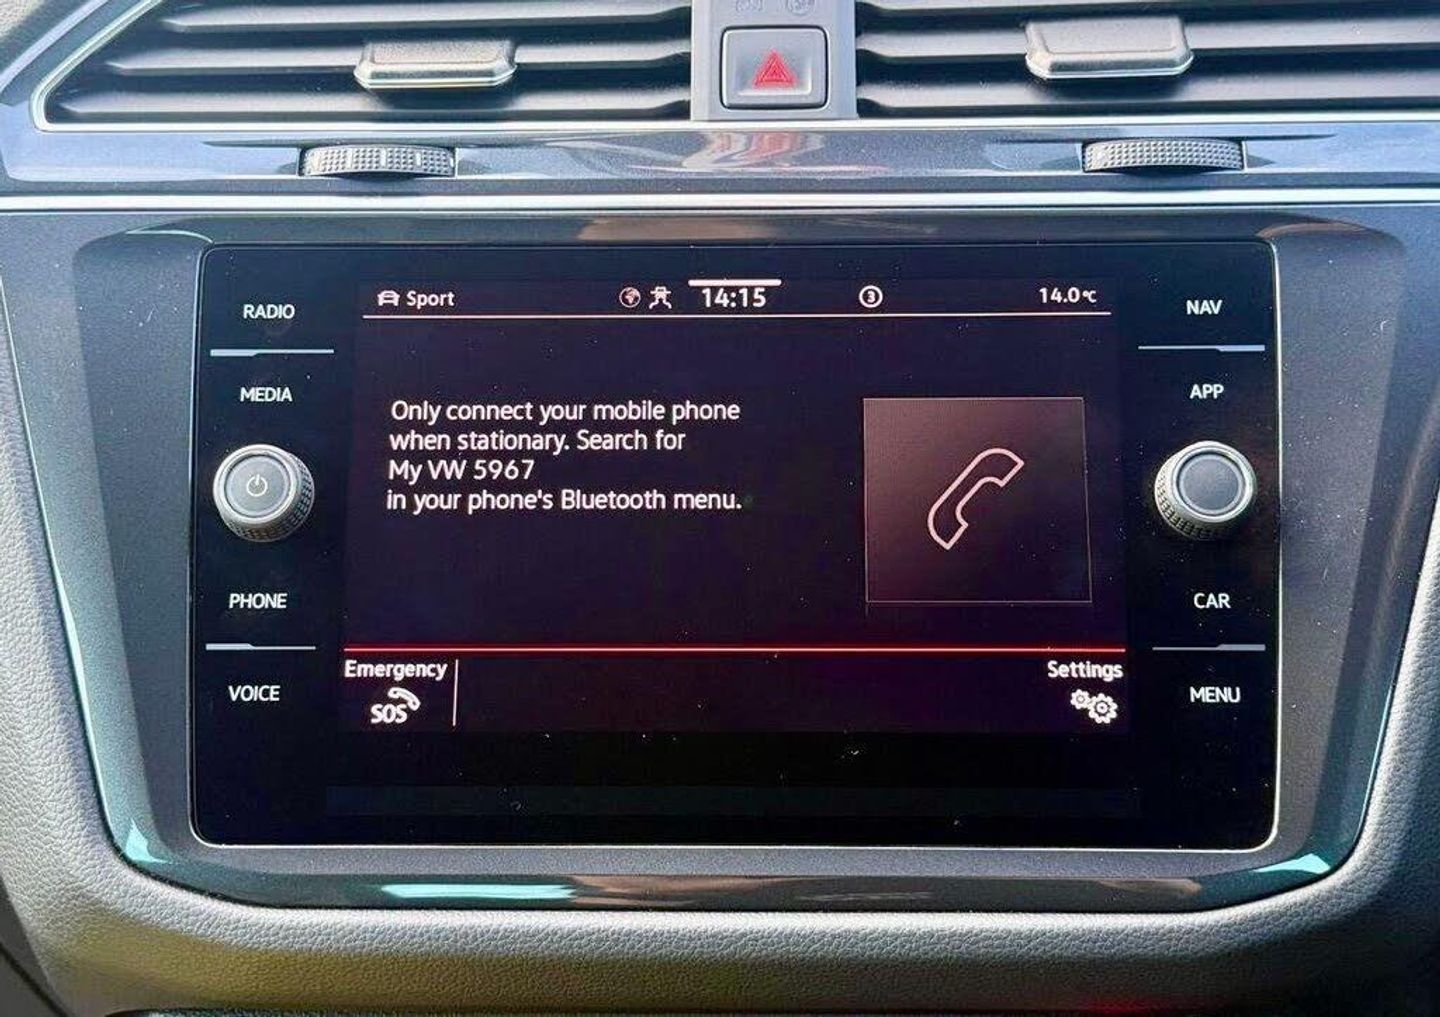 RADIO
MEDIA
PHONE
VOICE
Sport
14:15
3
14.0°C
Only connect your mobile phone
when stationary. Search for
My VW 5967
in your phone's Bluetooth menu.
Emergency
SOS
Settings
NAV
APP
CAR
MENU